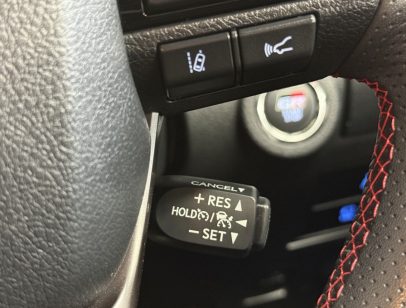 CANCEL▼
+ RES ▲
HOLD / ◀
− SET ▼